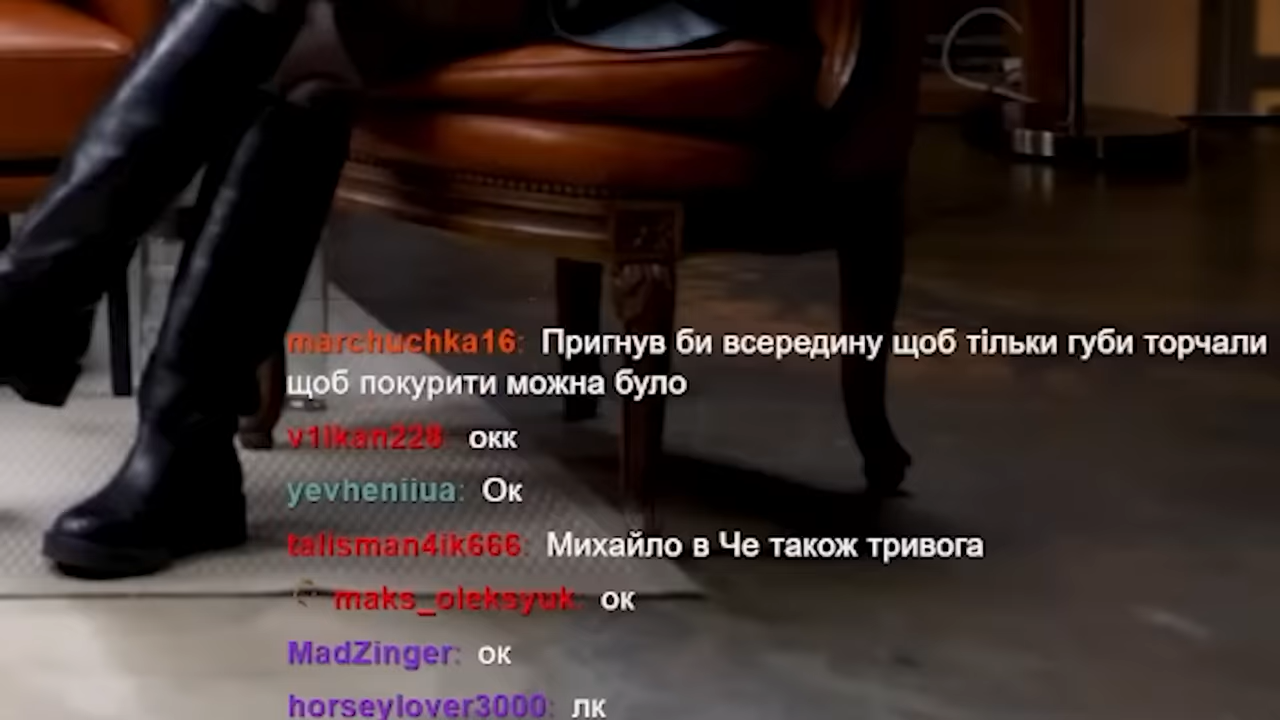 marchuchka16: Пригнув би всередину щоб тільки губи торчали
щоб покурити можна було
v1lkan228: окк
yevheniiua: Ок
talisman4ik666: Михайло в Че також тривога
maks_oleksyuk: ок
MadZinger: ок
horseylover3000: лк